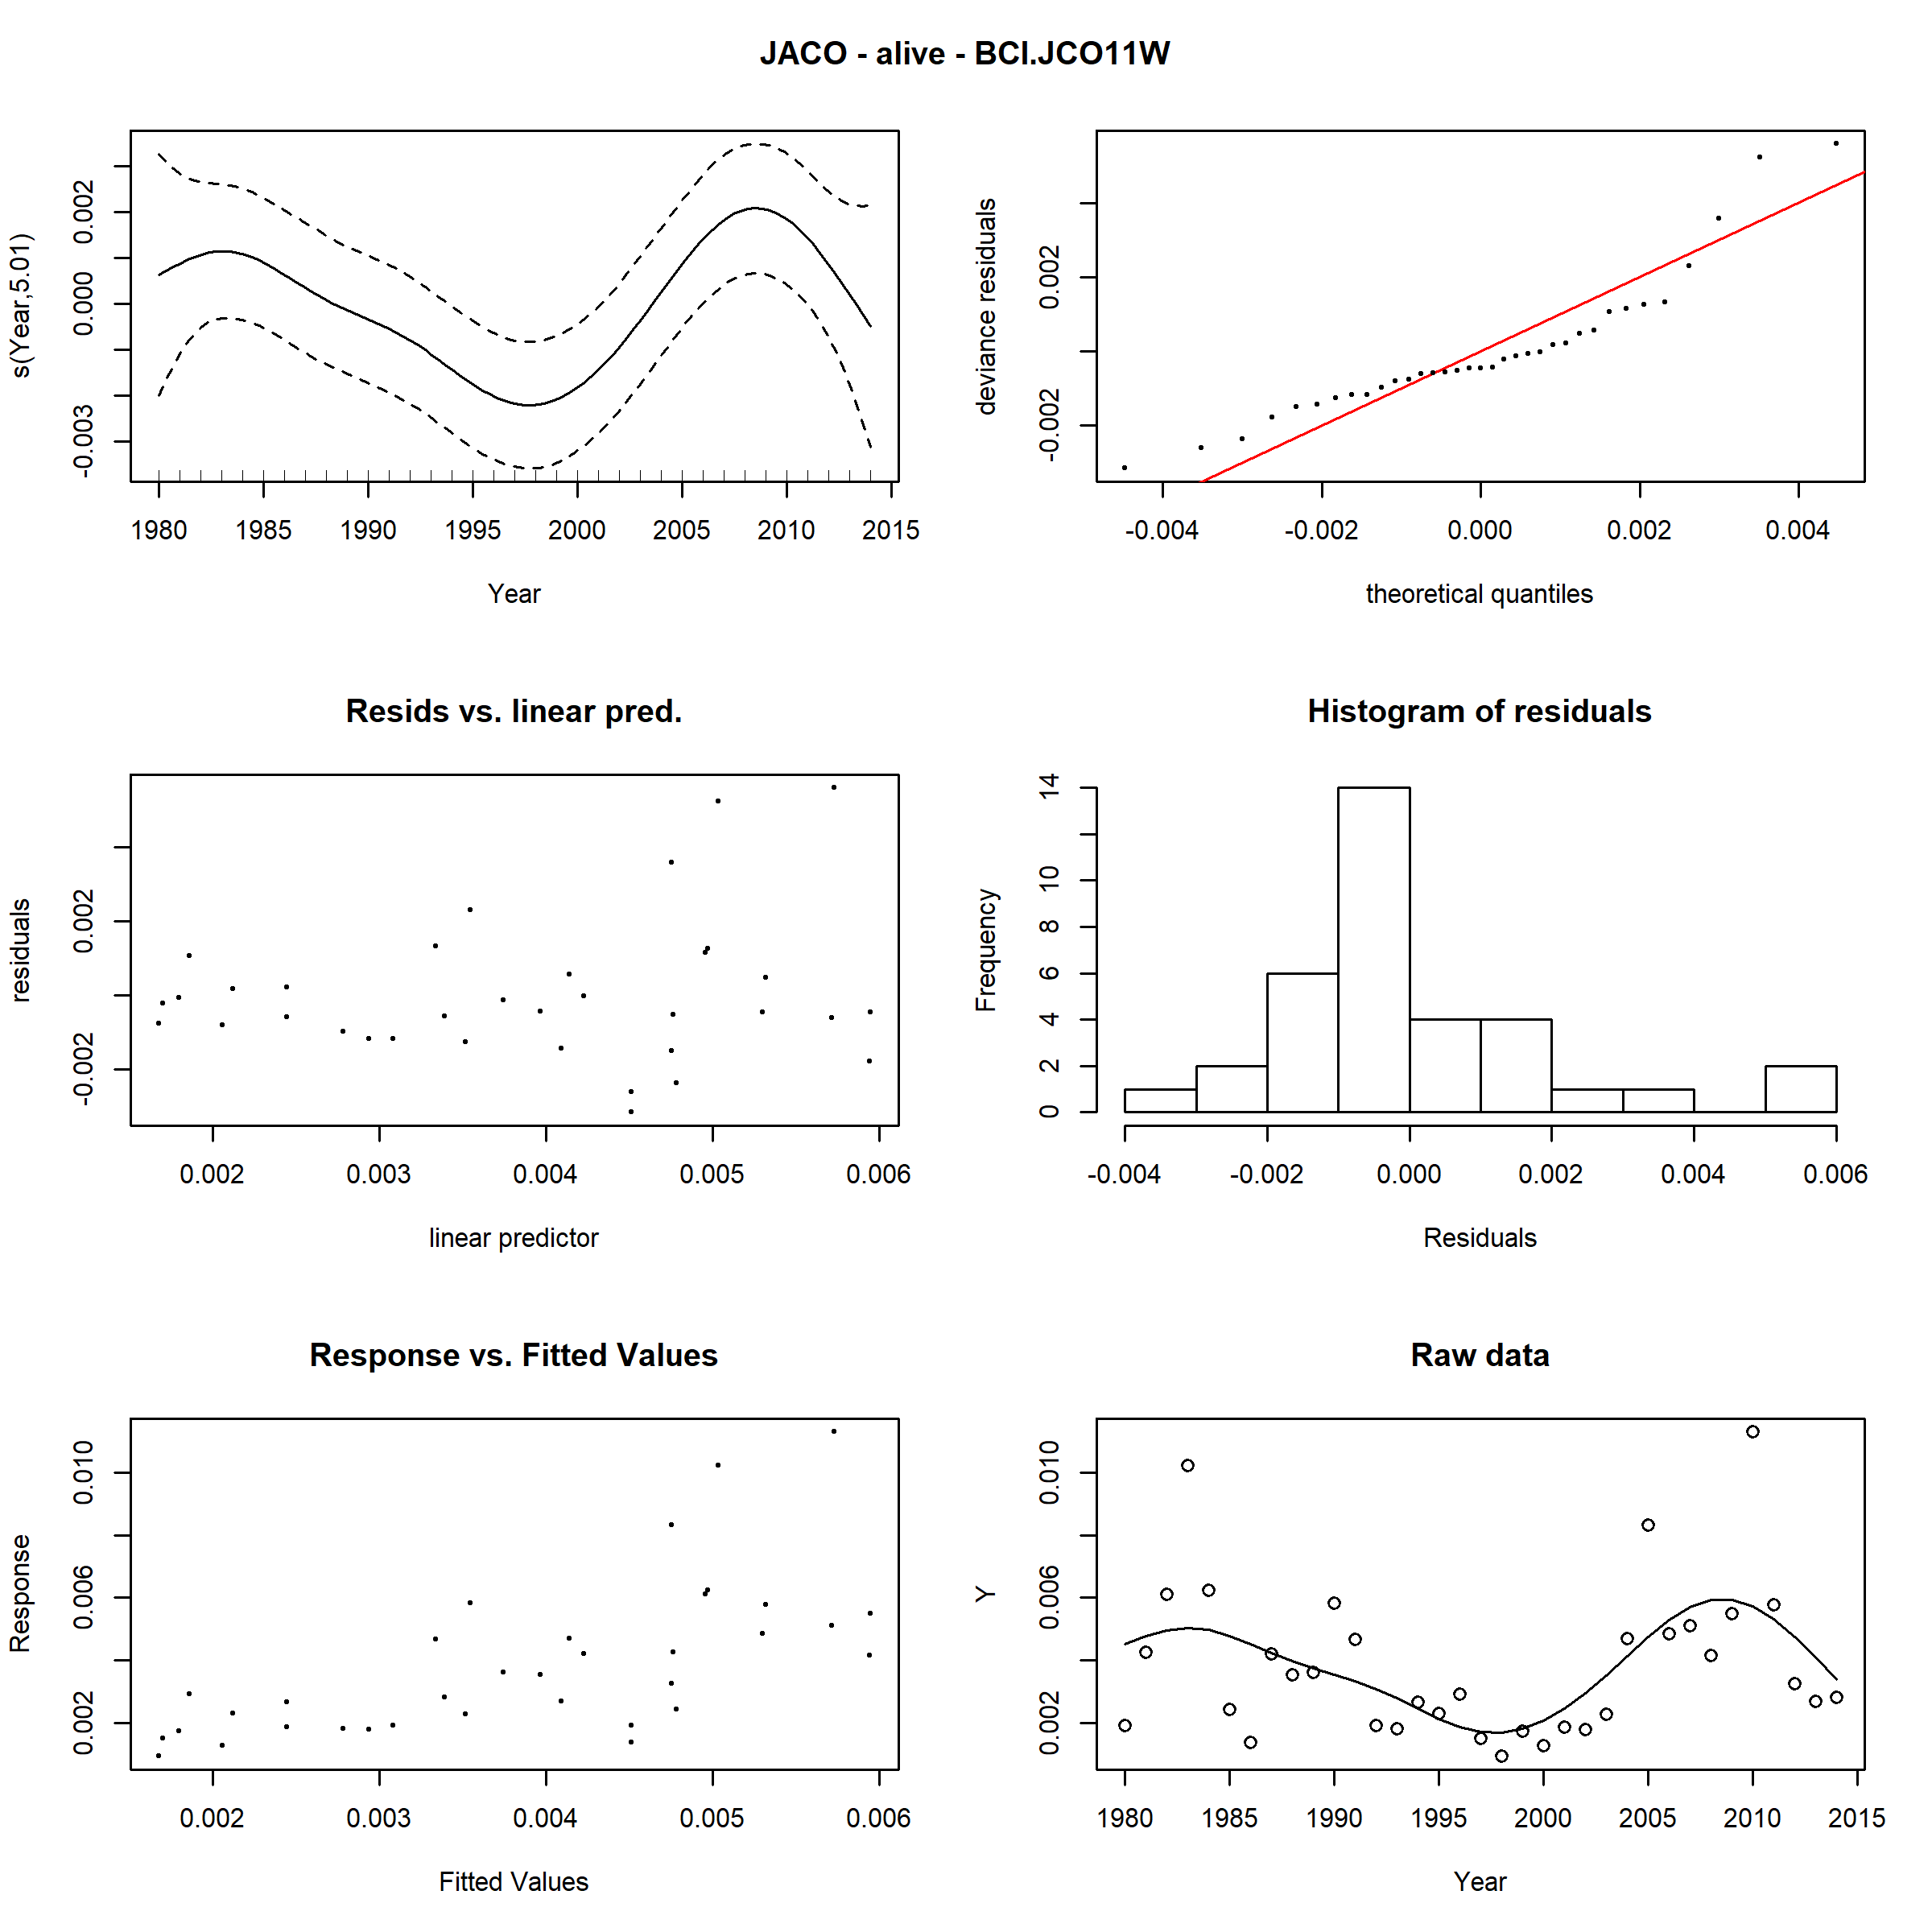 JACO - alive - BCI.JCO11W
s(Year,5.01)
-0.003 0.000 0.002
1980 1985 1990 1995 2000 2005 2010 2015
Year
deviance residuals
-0.002 0.002
-0.004 -0.002 0.000 0.002 0.004
theoretical quantiles
Resids vs. linear pred.
residuals
-0.002 0.002
0.002 0.003 0.004 0.005 0.006
linear predictor
Histogram of residuals
Frequency
0 2 4 6 8 10 14
-0.004 -0.002 0.000 0.002 0.004 0.006
Residuals
Response vs. Fitted Values
Response
0.002 0.006 0.010
0.002 0.003 0.004 0.005 0.006
Fitted Values
Raw data
Y
0.002 0.006 0.010
1980 1985 1990 1995 2000 2005 2010 2015
Year